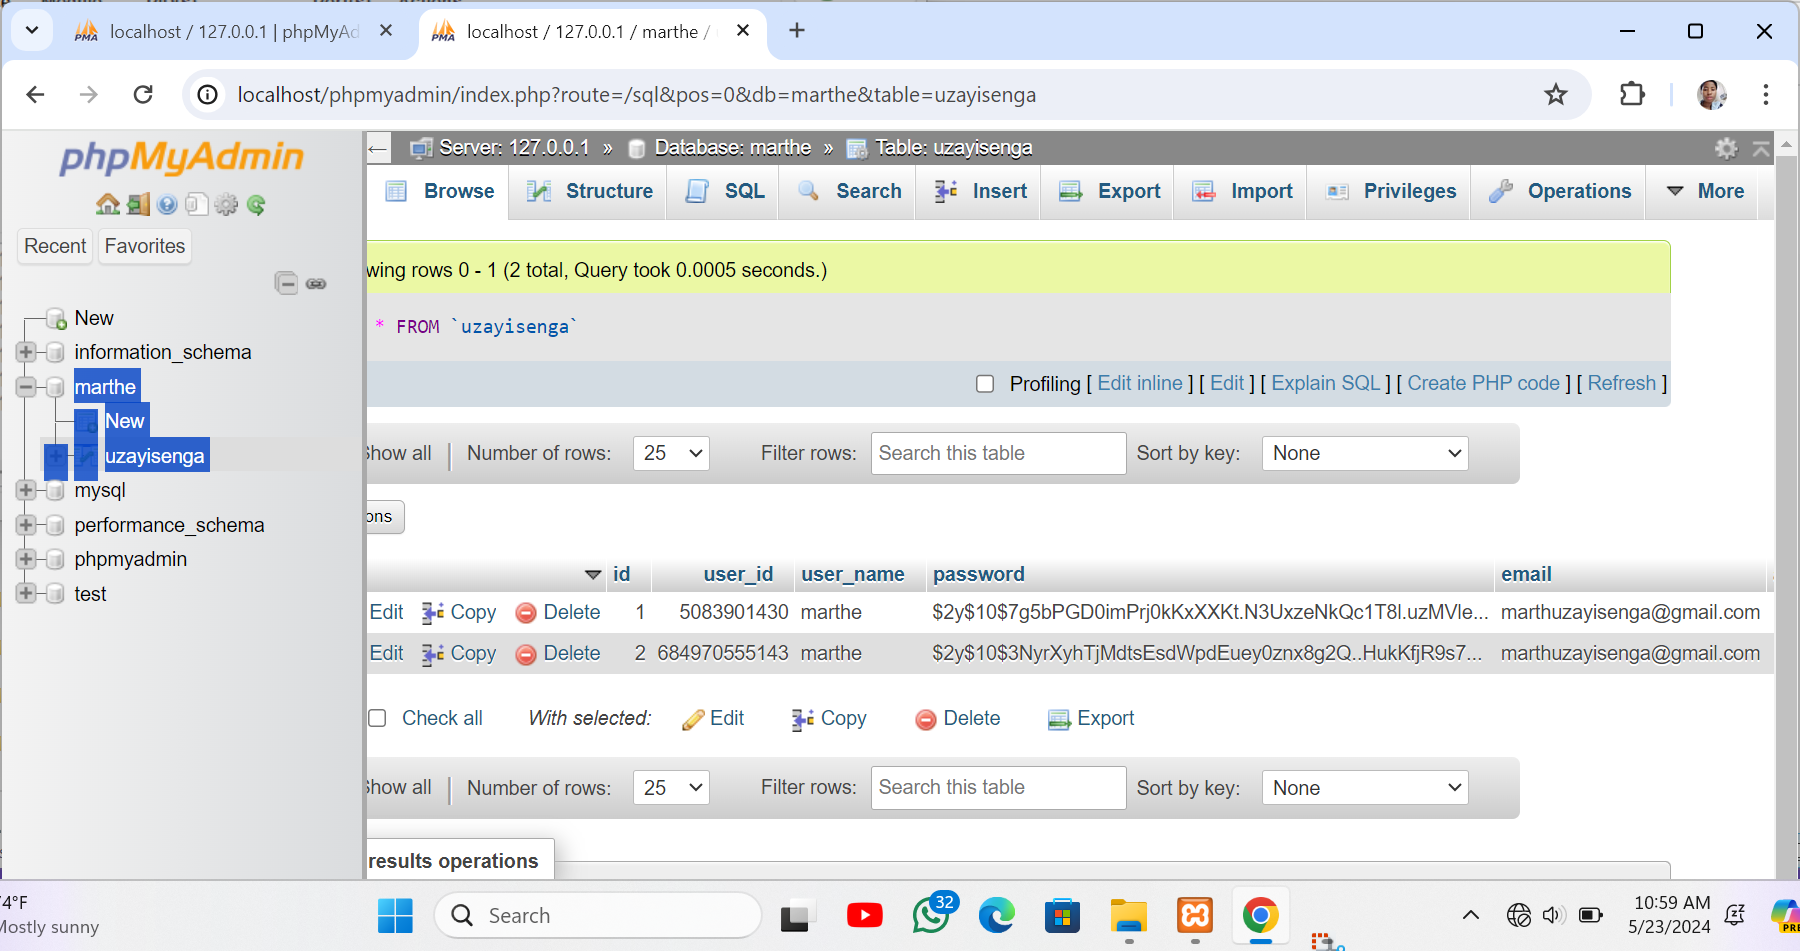 localhost / 127.0.0.1 | phpMyAd
localhost / 127.0.0.1 / marthe /
localhost/phpmyadmin/index.php?route=/sql&pos=0&db=marthe&table=uzayisenga
phpMyAdmin
Recent Favorites
New
information_schema
marthe
New
uzayisenga
mysql
performance_schema
phpmyadmin
test
Server: 127.0.0.1 » Database: marthe » Table: uzayisenga
Browse Structure SQL Search Insert Export Import Privileges Operations More
wing rows 0 - 1 (2 total, Query took 0.0005 seconds.)
* FROM `uzayisenga`
Profiling [ Edit inline ] [ Edit ] [ Explain SQL ] [ Create PHP code ] [ Refresh ]
Show all | Number of rows: 25 Filter rows: Search this table Sort by key: None
ons
id user_id user_name password email
Edit Copy Delete 1 5083901430 marthe $2y$10$7g5bPGD0imPrj0kKxXXKt.N3UxzeNkQc1T8l.uzMVle... marthuzayisenga@gmail.com
Edit Copy Delete 2 684970555143 marthe $2y$10$3NyrXyhTjMdtsEsdWpdEuey0znx8g2Q..HukKfjR9s7... marthuzayisenga@gmail.com
Check all With selected: Edit Copy Delete Export
Show all | Number of rows: 25 Filter rows: Search this table Sort by key: None
results operations
74°F
Mostly sunny
Search
32
10:59 AM
5/23/2024
PRE